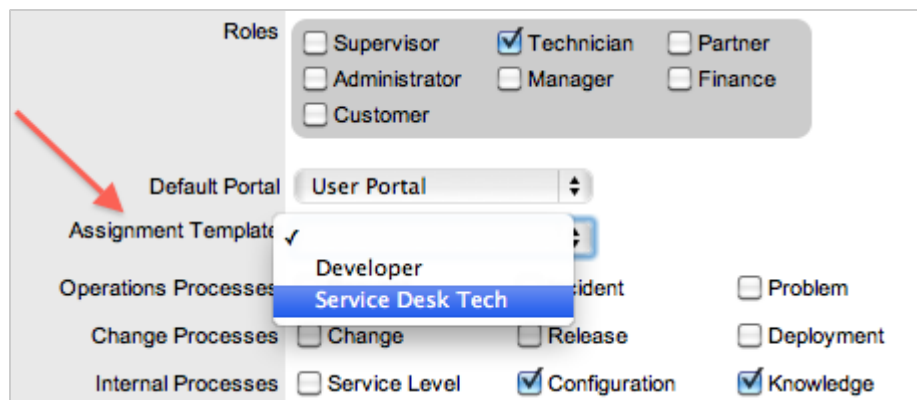 Roles
Supervisor Technician Partner
Administrator Manager Finance
Customer
Default Portal User Portal
Assignment Template
Developer
Operations Processes Service Desk Tech Problem
Change Processes Change Release Deployment
Internal Processes Service Level Configuration Knowledge